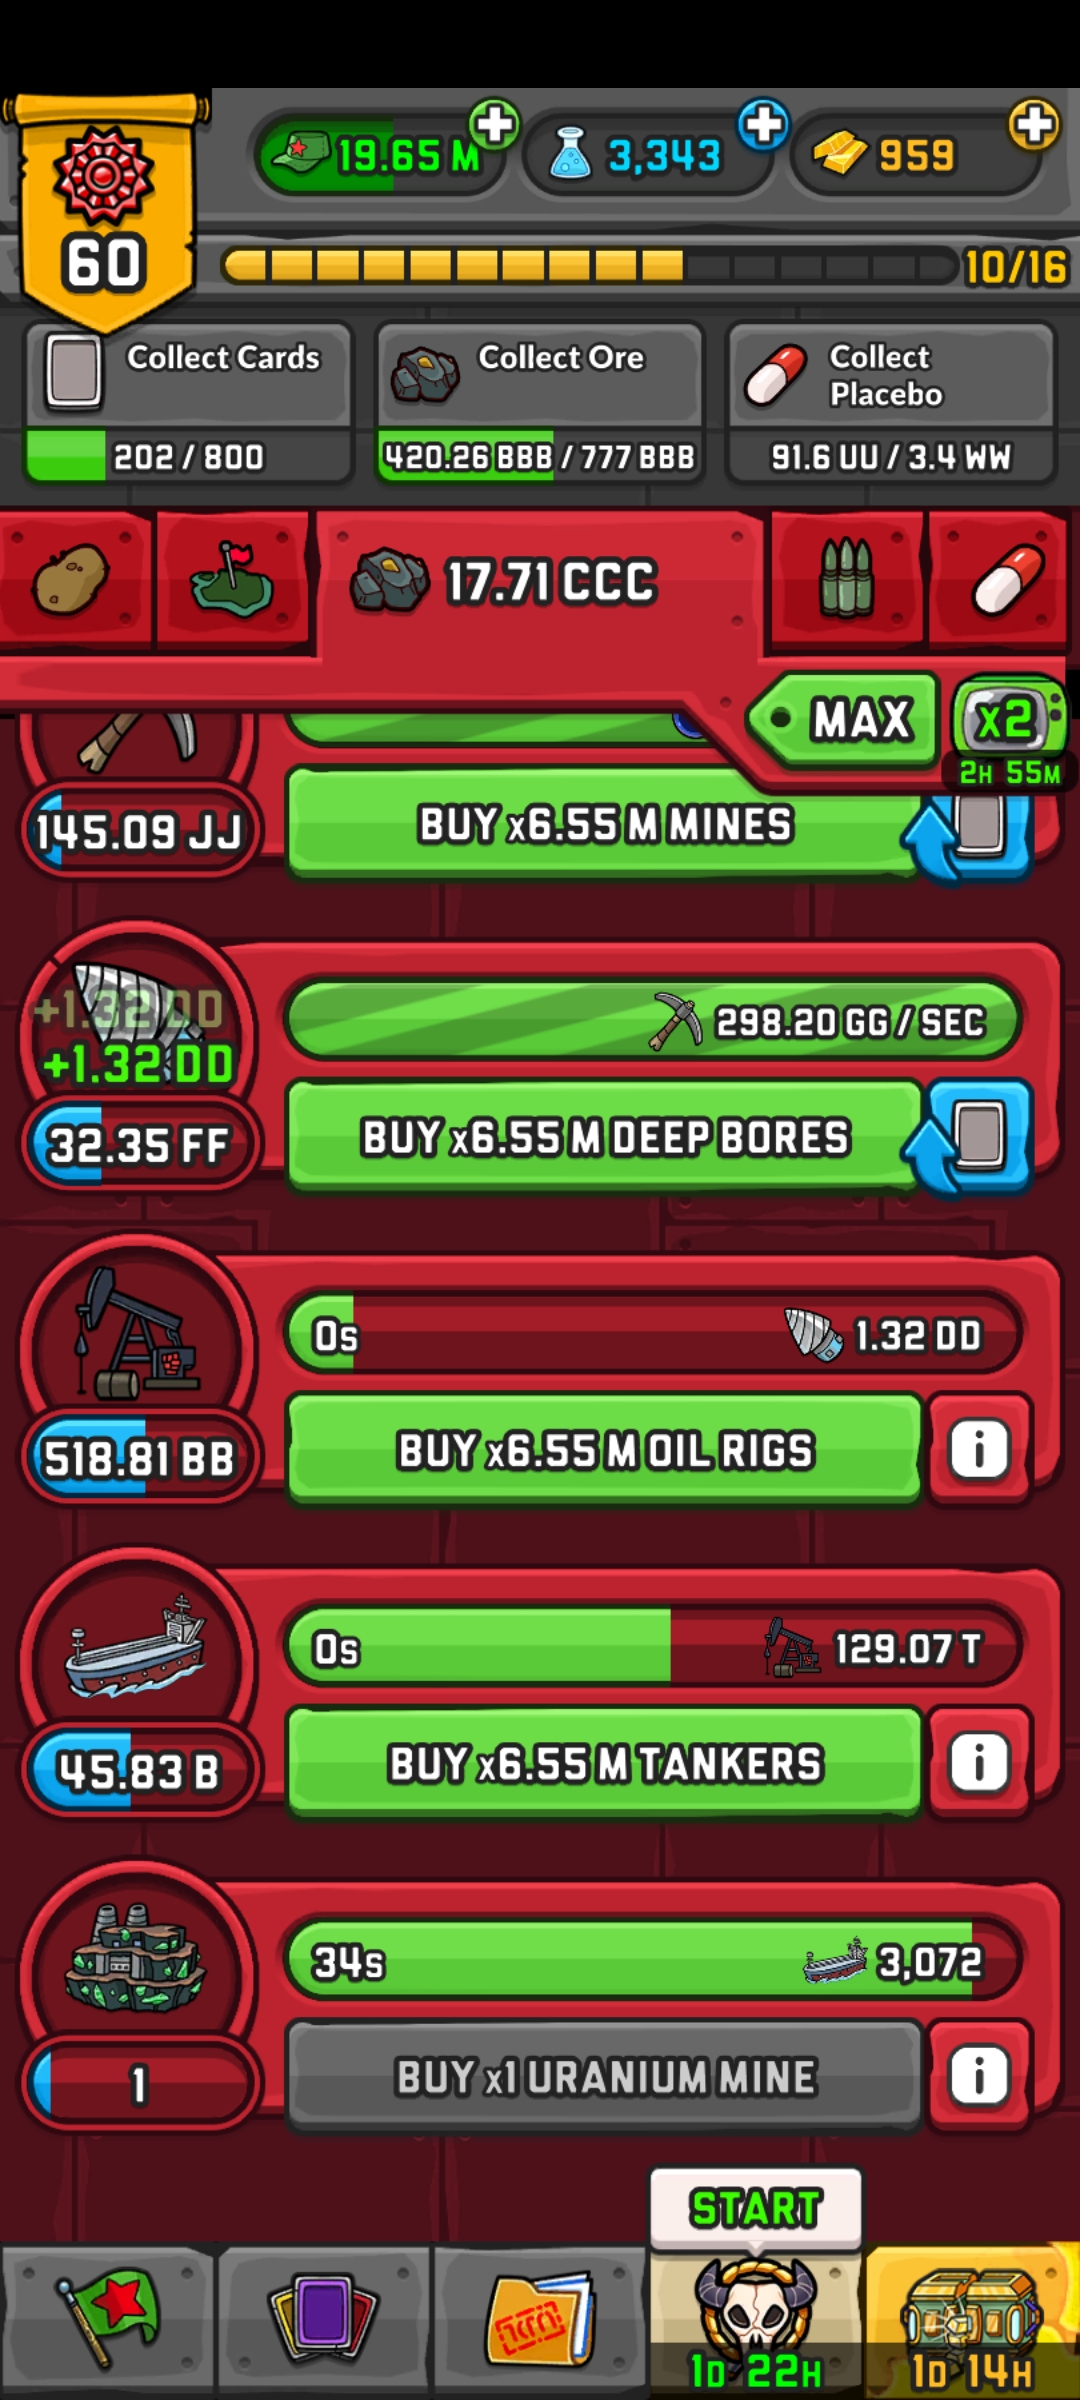 19.65 M
3,343
959
60
10/16
Collect Cards
202 / 800
Collect Ore
420.26 BBB / 777 BBB
Collect
Placebo
91.6 UU / 3.4 WW
17.71 CCC
MAX
x2
2H 55M
145.09 JJ
BUY x6.55 M MINES
+1.32 DD
+1.32 DD
298.20 GG / SEC
32.35 FF
BUY x6.55 M DEEP BORES
0s
1.32 DD
518.81 BB
BUY x6.55 M OIL RIGS
i
0s
129.07 T
45.83 B
BUY x6.55 M TANKERS
i
34s
3,072
1
BUY x1 URANIUM MINE
i
START
1D 22H
1D 14H